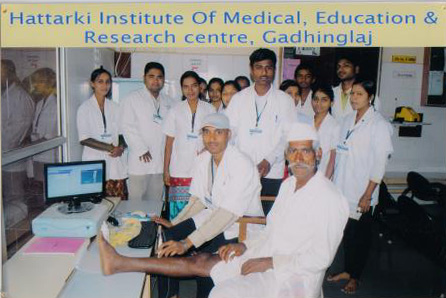 Hattarki Institute Of Medical, Education &
Research centre, Gadhinglaj